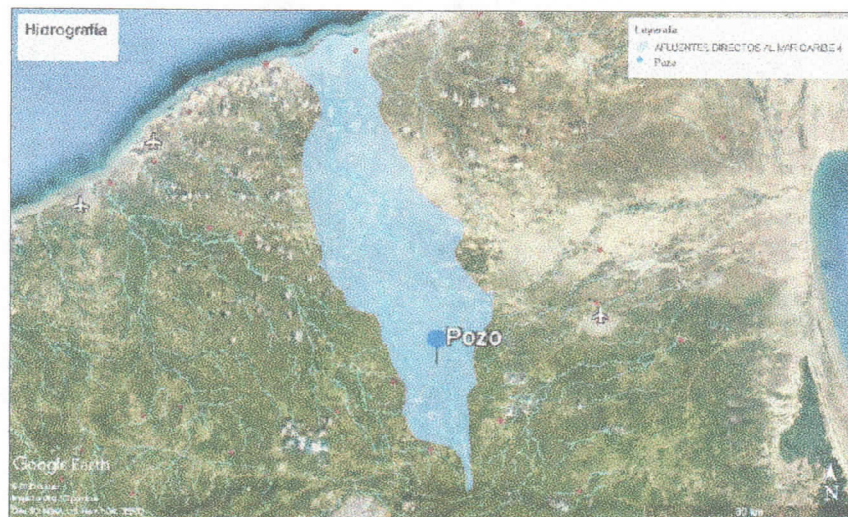 Hidrografía
Leyenda
AFLUENTES DIRECTOS AL MAR CARIBE 4
Pozo
Pozo
Google Earth
30 km
N